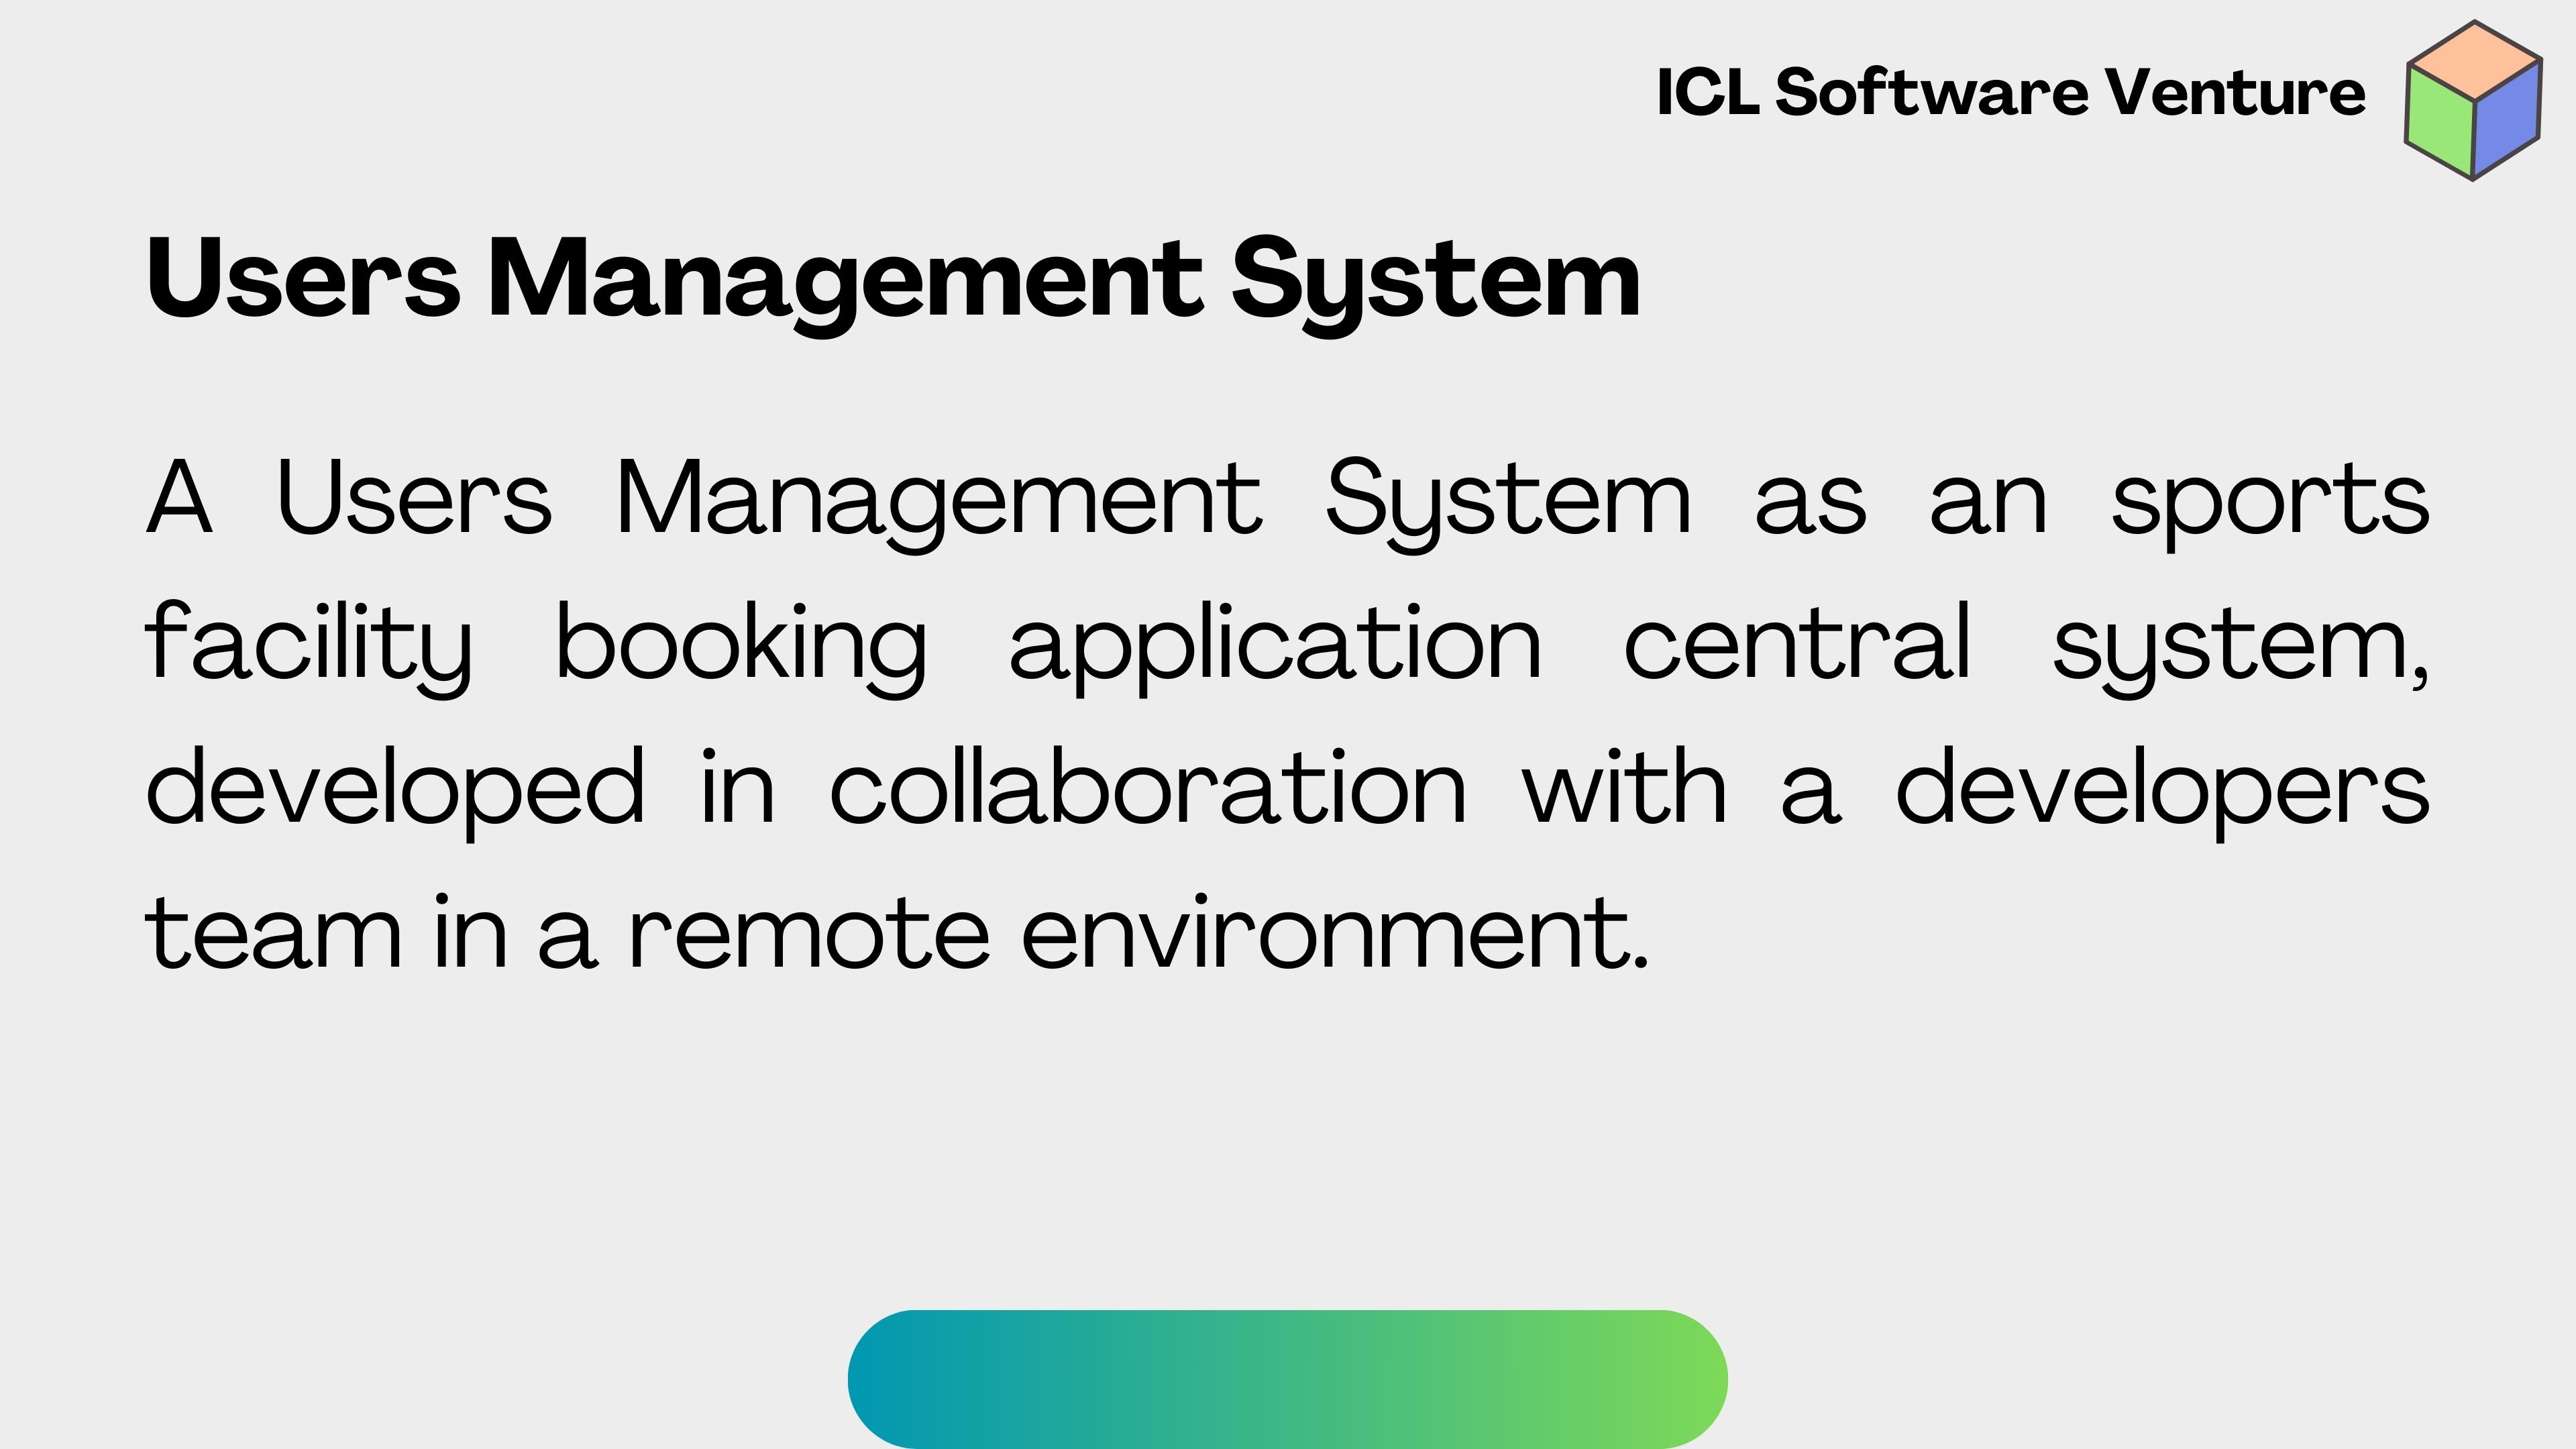 ICL Software Venture
Users Management System
A Users Management System as an sports
facility booking application central system,
developed in collaboration with a developers
team in a remote environment.